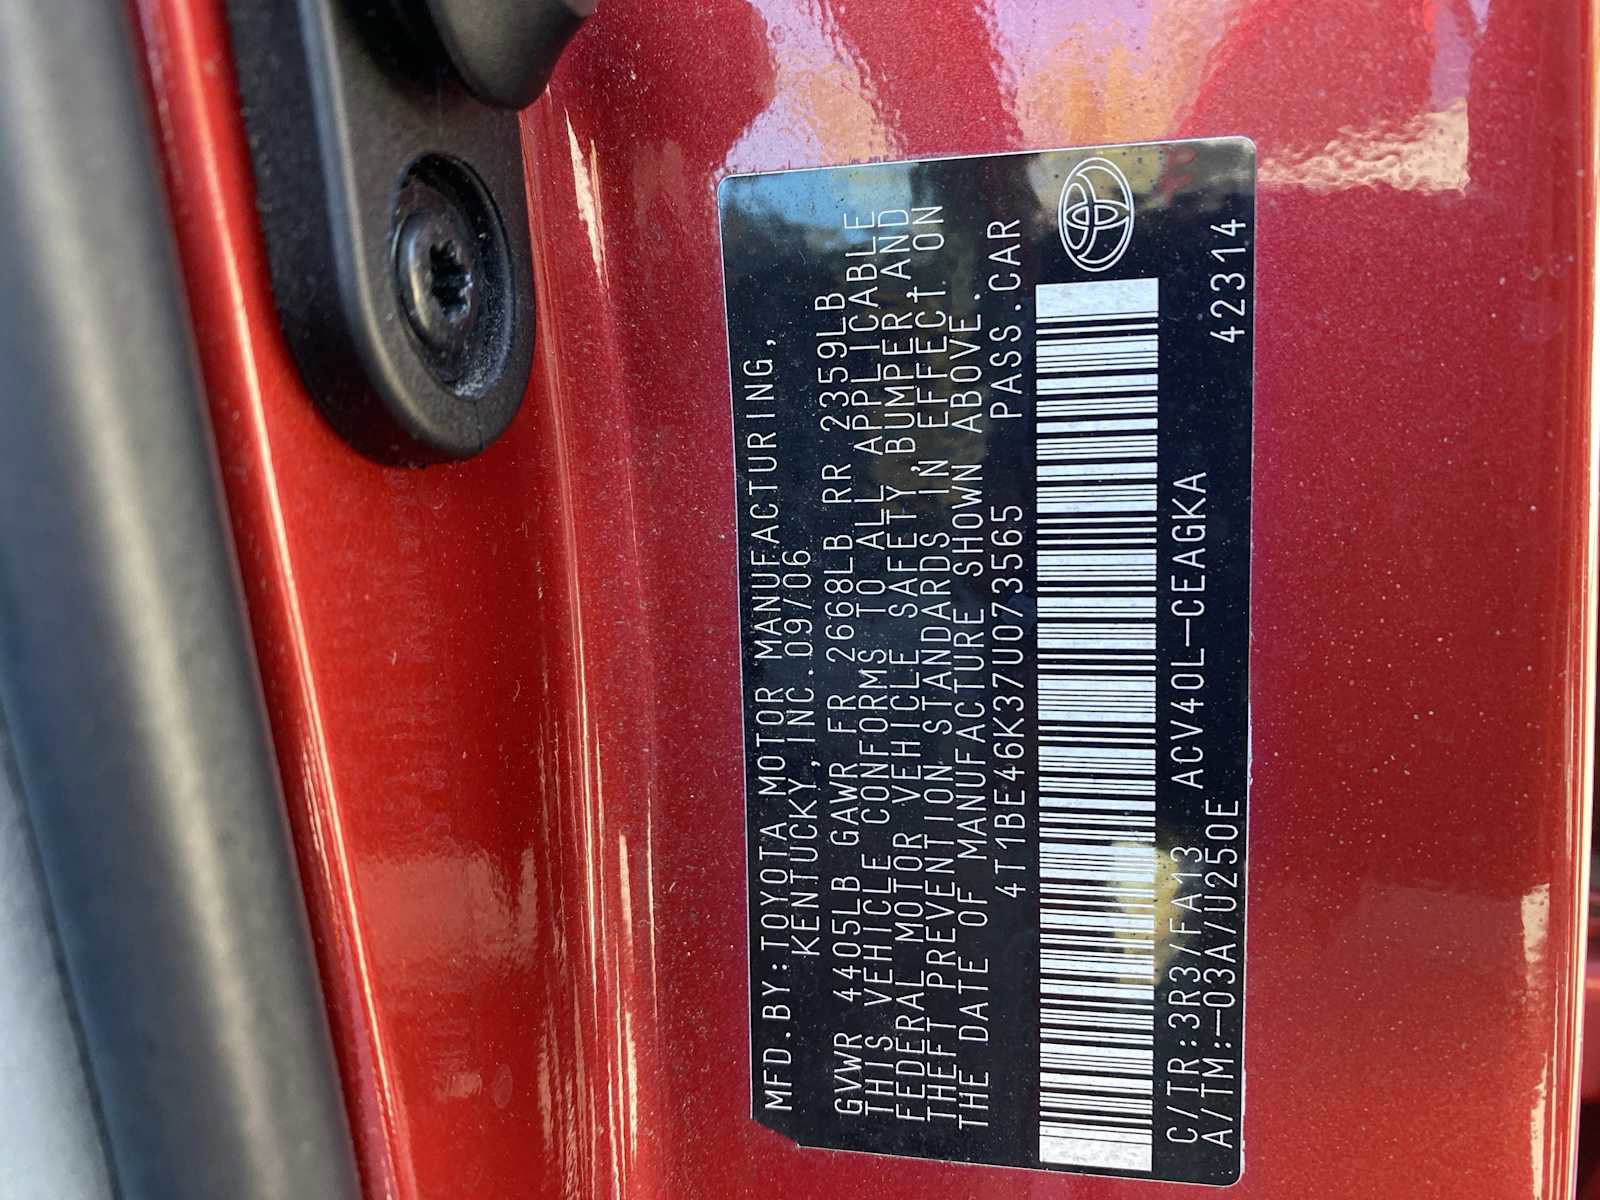 MFD.BY:TOYOTA MOTOR MANUFACTURING,
KENTUCKY,INC.09/06
GVWR 4405LB GAWR FR 2668LB RR 2359LB
THIS VEHICLE CONFORMS TO ALL APPLICABLE
FEDERAL MOTOR VEHICLE SAFETY,BUMPER,AND
THEFT PREVENTION STANDARDS IN EFFECT ON
THE DATE OF MANUFACTURE SHOWN ABOVE.
4T1BE46K37U073565 PASS.CAR
C/TR:3R3/FA13 ACV40L-CEAGKA 42314
A/TM:-03A/U250E